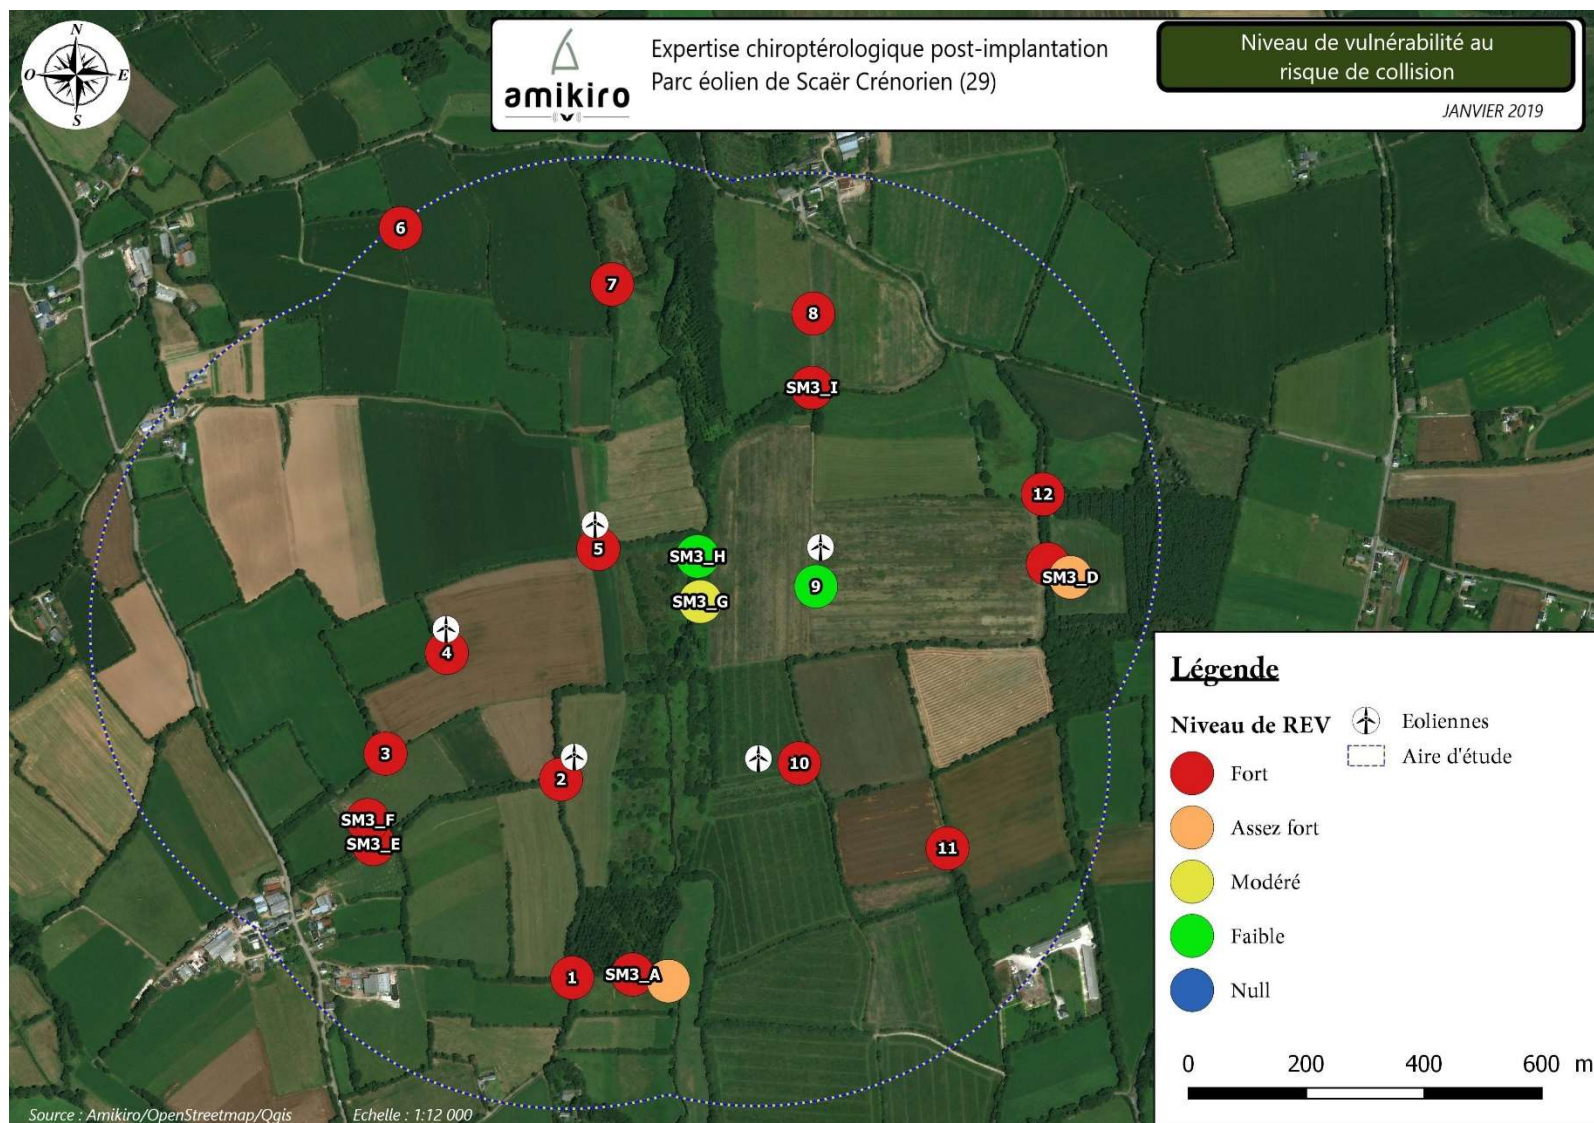 N
O
E
S
amikiro
Expertise chiroptérologique post-implantation
Parc éolien de Scaër Crénorien (29)
Niveau de vulnérabilité au
risque de collision
JANVIER 2019
6
7
8
SM3_I
12
5
SM3_H
9
SM3_D
SM3_G
4
3
2
10
SM3_F
SM3_E
11
1
SM3_A
Légende
Niveau de REV
Eoliennes
Fort
Aire d'étude
Assez fort
Modéré
Faible
Null
0 200 400 600 m
Source : Amikiro/OpenStreetmap/Qgis
Echelle : 1:12 000